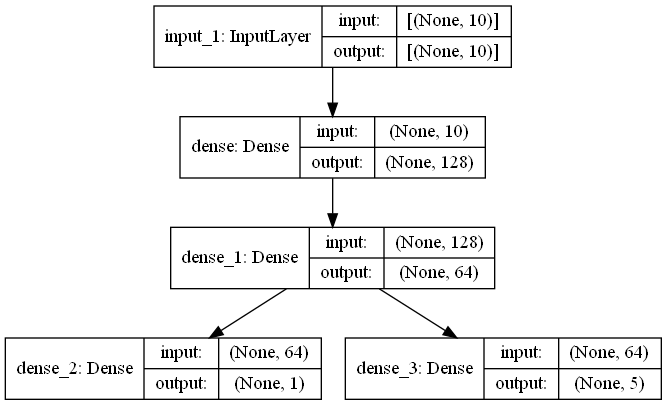 input_1: InputLayer
input:
[(None, 10)]
output:
[(None, 10)]
dense: Dense
input:
(None, 10)
output:
(None, 128)
dense_1: Dense
input:
(None, 128)
output:
(None, 64)
dense_2: Dense
input:
(None, 64)
output:
(None, 1)
dense_3: Dense
input:
(None, 64)
output:
(None, 5)